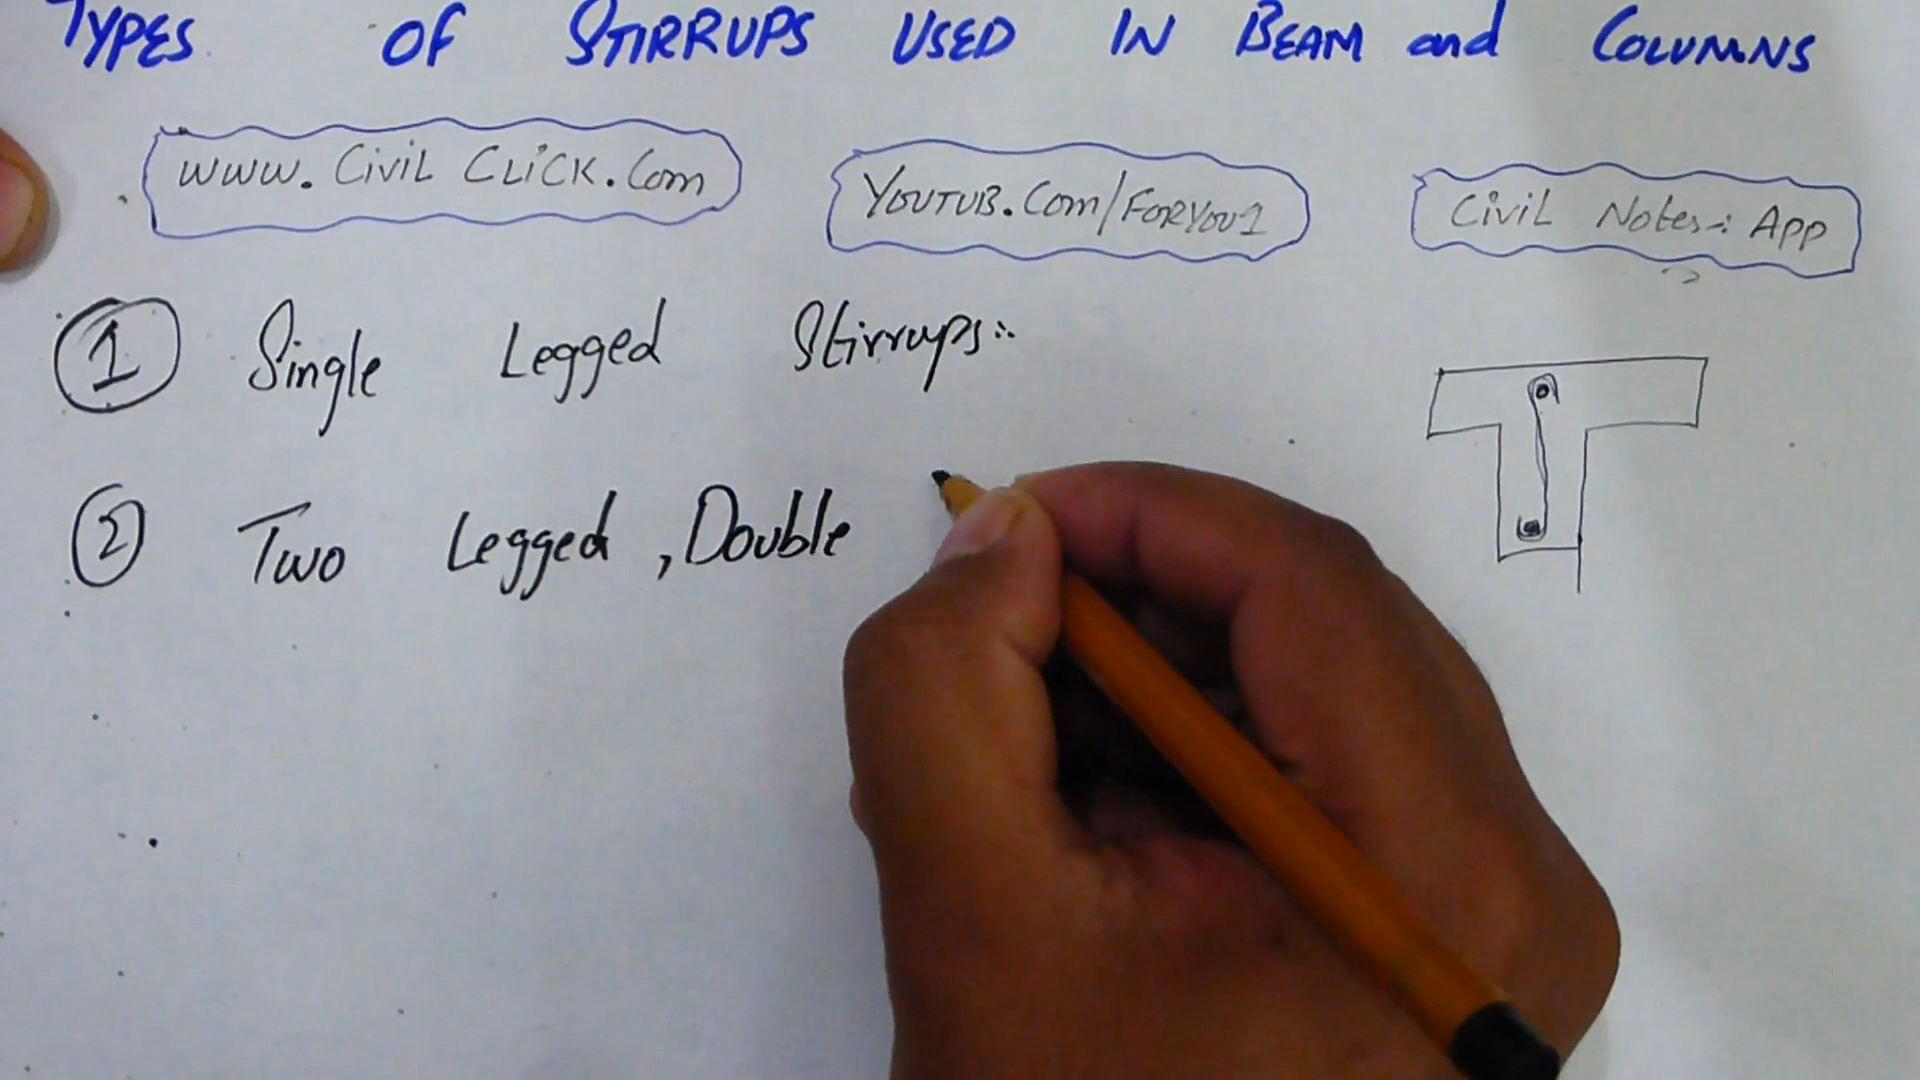 TYPES OF STIRRUPS USED IN BEAM and COLUMNS
www. Civil CLiCK.Com
YOUTUB.Com/FORYOU1
Civil Notes-: App
1 Single Legged Stirrups:-
2 Two Legged , Double